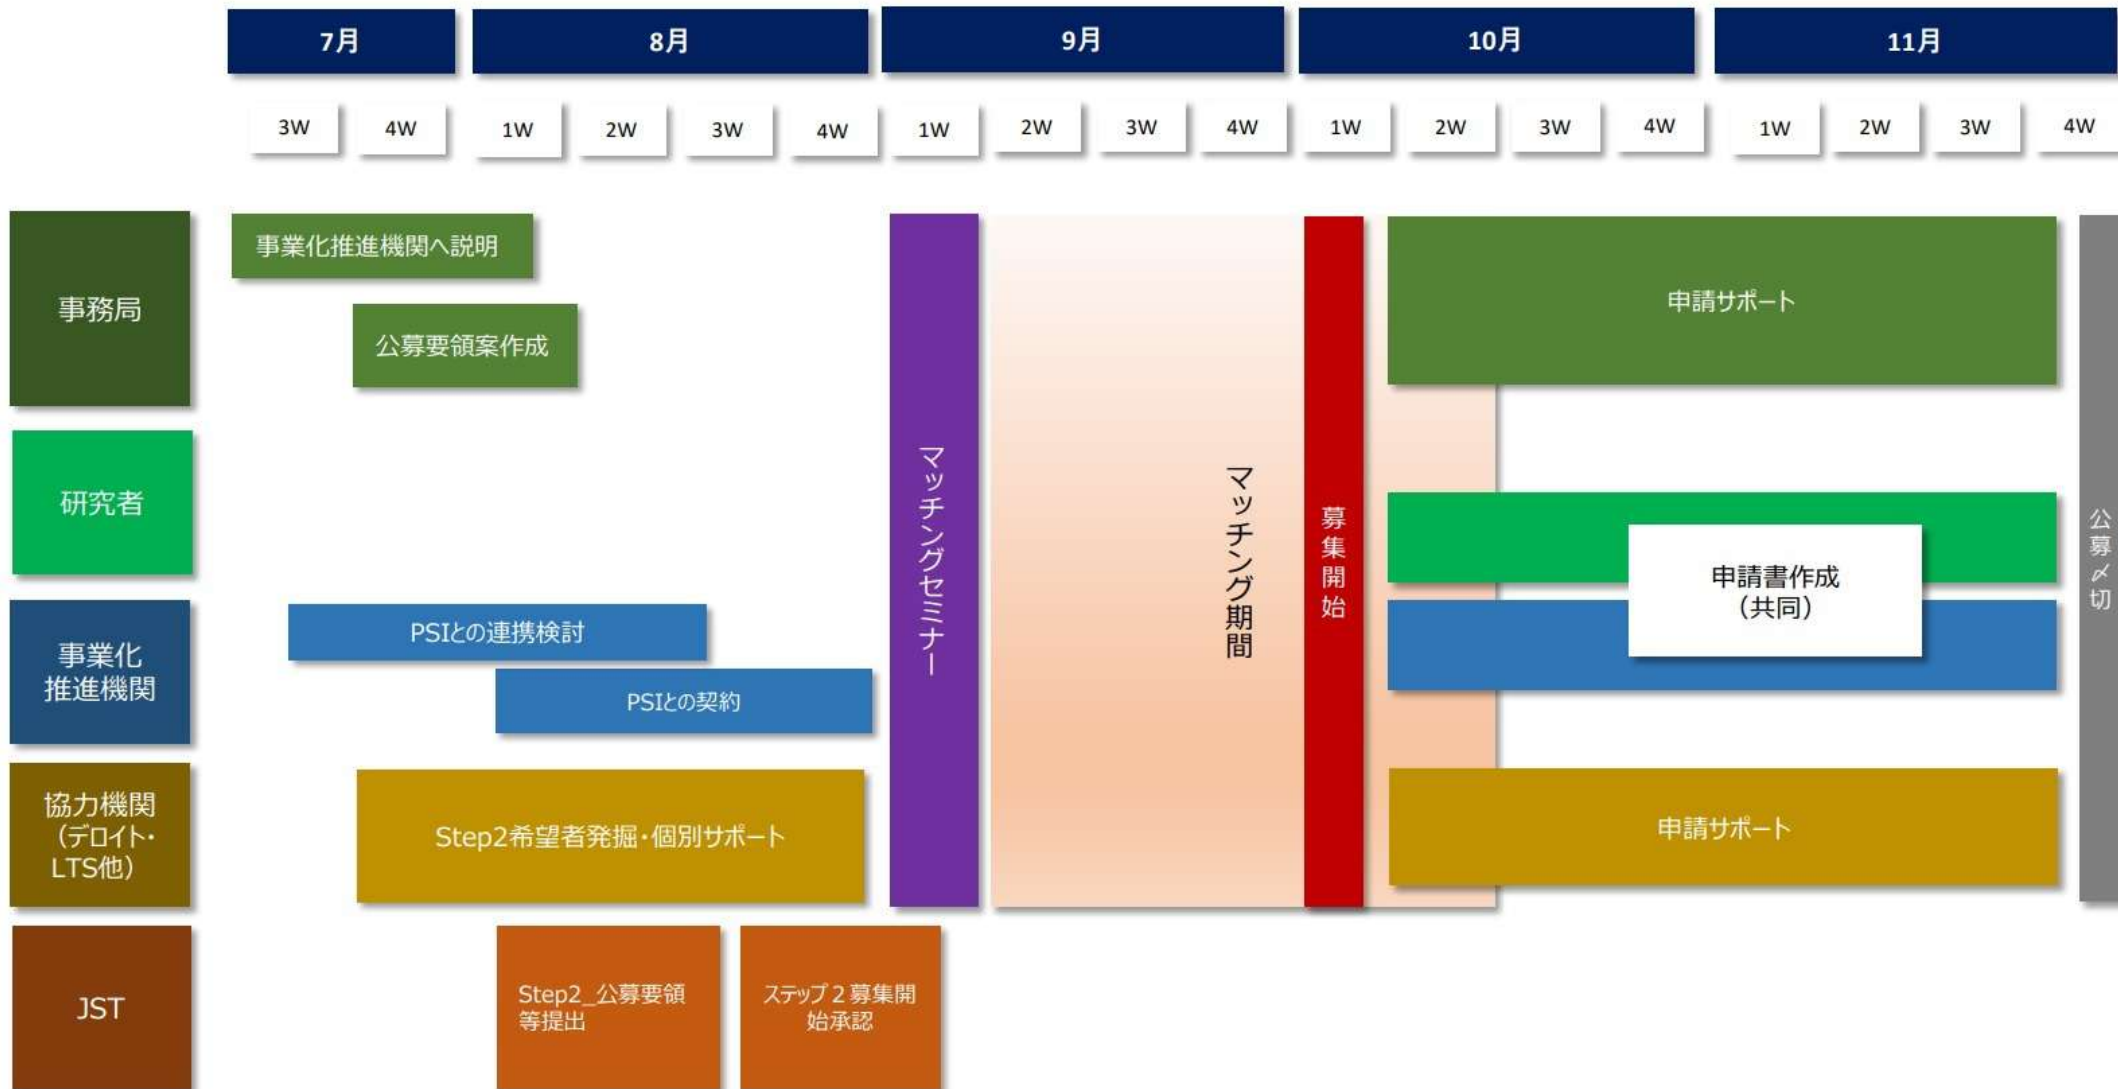 7月
8月
9月
10月
11月
3W
4W
1W
2W
3W
4W
1W
2W
3W
4W
1W
2W
3W
4W
1W
2W
3W
4W
事務局
事業化推進機関へ説明
公募要領案作成
申請サポート
研究者
事業化
推進機関
PSIとの連携検討
PSIとの契約
申請書作成
（共同）
協力機関
（デロイト・
LTS他）
Step2希望者発掘・個別サポート
申請サポート
マッチングセミナー
マッチング期間
募集開始
公募〆切
JST
Step2_公募要領
等提出
ステップ２募集開
始承認